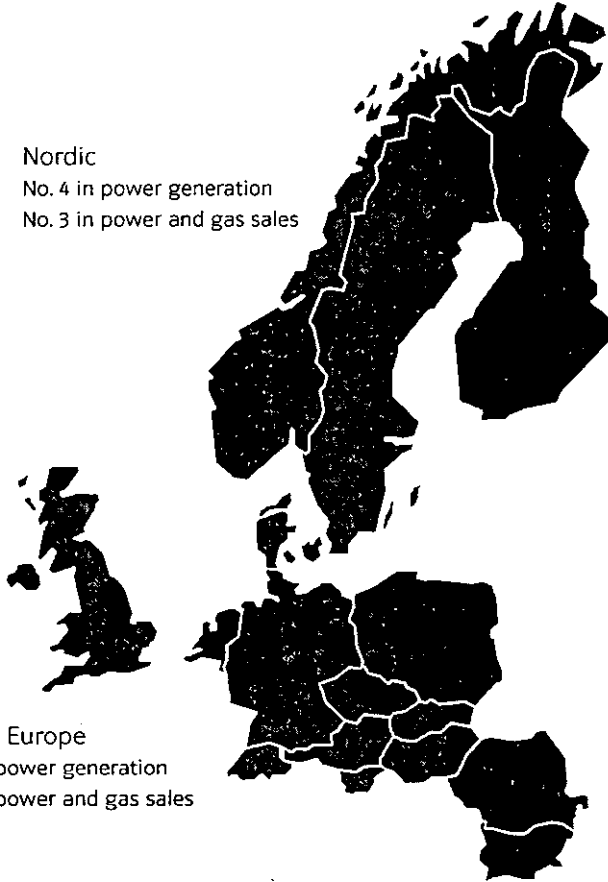 Nordic
No. 4 in power generation
No. 3 in power and gas sales
Europe
power generation
power and gas sales